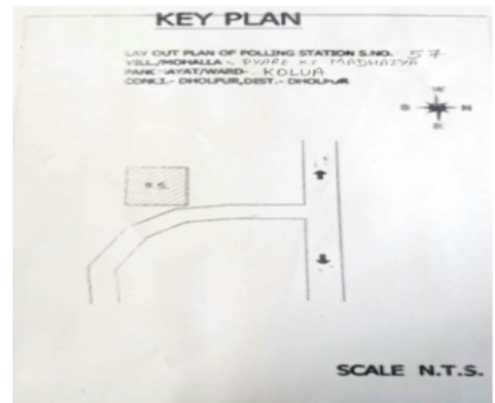 KEY PLAN
LAY OUT PLAN OF POLLING STATION S.NO. 57
VILL./MOHALLA - PYARE KI MADHAIYA
PANCHAYAT/WARD- KOLUA
CONST.- DHOLPUR, DIST.- DHOLPUR
W
S N
E
P.S.
SCALE N.T.S.